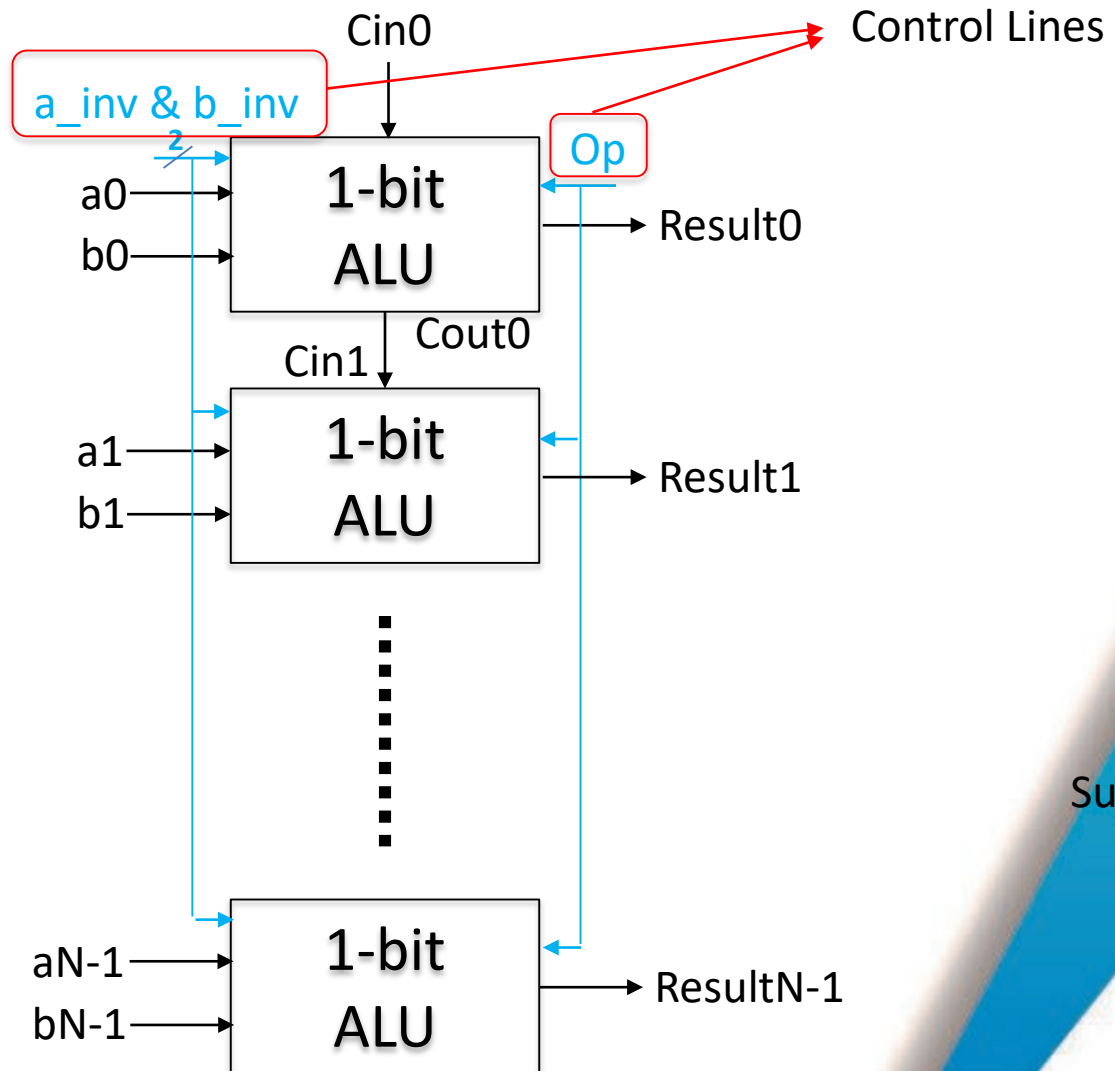 Cin0
Control Lines
a_inv & b_inv
2
Op
a0
1-bit
ALU
Result0
b0
Cout0
Cin1
a1
1-bit
ALU
Result1
b1
Su
aN-1
1-bit
ALU
ResultN-1
bN-1